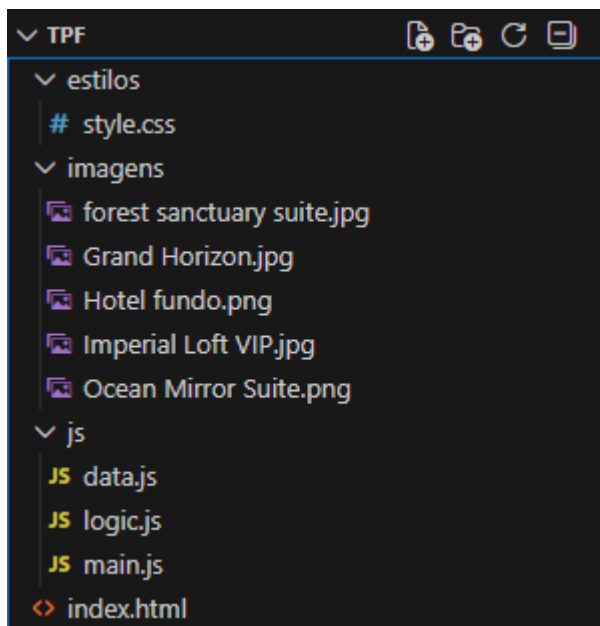 TPF
estilos
# style.css
imagens
forest sanctuary suite.jpg
Grand Horizon.jpg
Hotel fundo.png
Imperial Loft VIP.jpg
Ocean Mirror Suite.png
js
JS data.js
JS logic.js
JS main.js
<> index.html